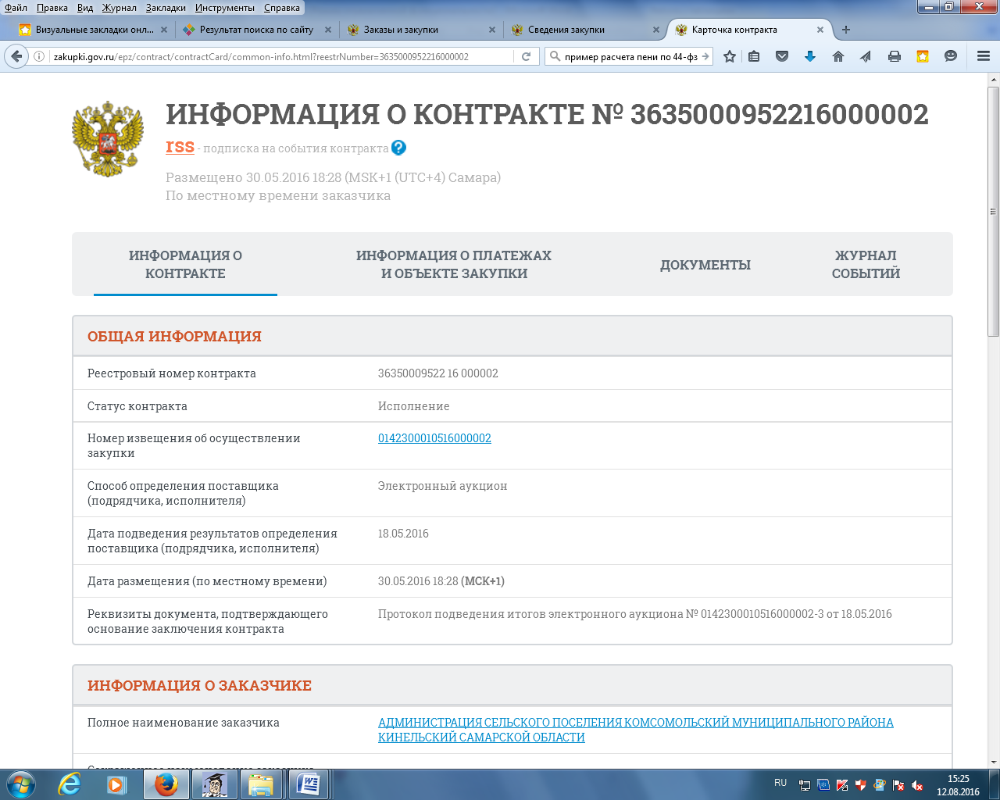 Файл Правка Вид Журнал Закладки Инструменты Справка
Визуальные закладки онл... Результат поиска по сайту Заказы и закупки Сведения закупки Карточка контракта
zakupki.gov.ru/epz/contract/contractCard/common-info.html?reestrNumber=3635000952216000002 пример расчета пени по 44-фз
ИНФОРМАЦИЯ О КОНТРАКТЕ № 3635000952216000002
rss - подписка на события контракта ?
Размещено 30.05.2016 18:28 (MSK+1 (UTC+4) Самара)
По местному времени заказчика
ИНФОРМАЦИЯ О
КОНТРАКТЕ
ИНФОРМАЦИЯ О ПЛАТЕЖАХ
И ОБЪЕКТЕ ЗАКУПКИ
ДОКУМЕНТЫ
ЖУРНАЛ
СОБЫТИЙ
ОБЩАЯ ИНФОРМАЦИЯ
Реестровый номер контракта 36350009522 16 000002
Статус контракта Исполнение
Номер извещения об осуществлении 0142300010516000002
закупки
Способ определения поставщика Электронный аукцион
(подрядчика, исполнителя)
Дата подведения результатов определения 18.05.2016
поставщика (подрядчика, исполнителя)
Дата размещения (по местному времени) 30.05.2016 18:28 (МСК+1)
Реквизиты документа, подтверждающего Протокол подведения итогов электронного аукциона № 0142300010516000002-3 от 18.05.2016
основание заключения контракта
ИНФОРМАЦИЯ О ЗАКАЗЧИКЕ
Полное наименование заказчика АДМИНИСТРАЦИЯ СЕЛЬСКОГО ПОСЕЛЕНИЯ КОМСОМОЛЬСКИЙ МУНИЦИПАЛЬНОГО РАЙОНА
КИНЕЛЬСКИЙ САМАРСКОЙ ОБЛАСТИ
RU 15:25
12.08.2016